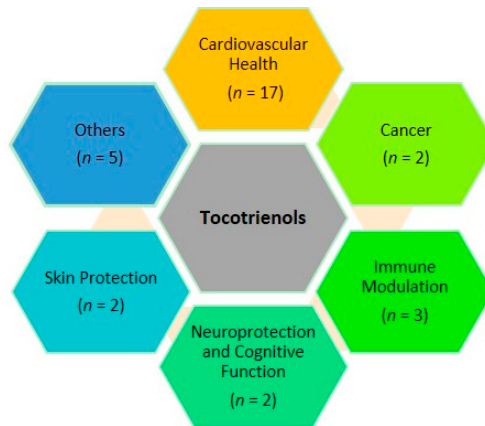 Cardiovascular
Health
(n = 17)
Others
(n = 5)
Cancer
(n = 2)
Tocotrienols
Skin Protection
(n = 2)
Immune
Modulation
(n = 3)
Neuroprotection
and Cognitive
Function
(n = 2)